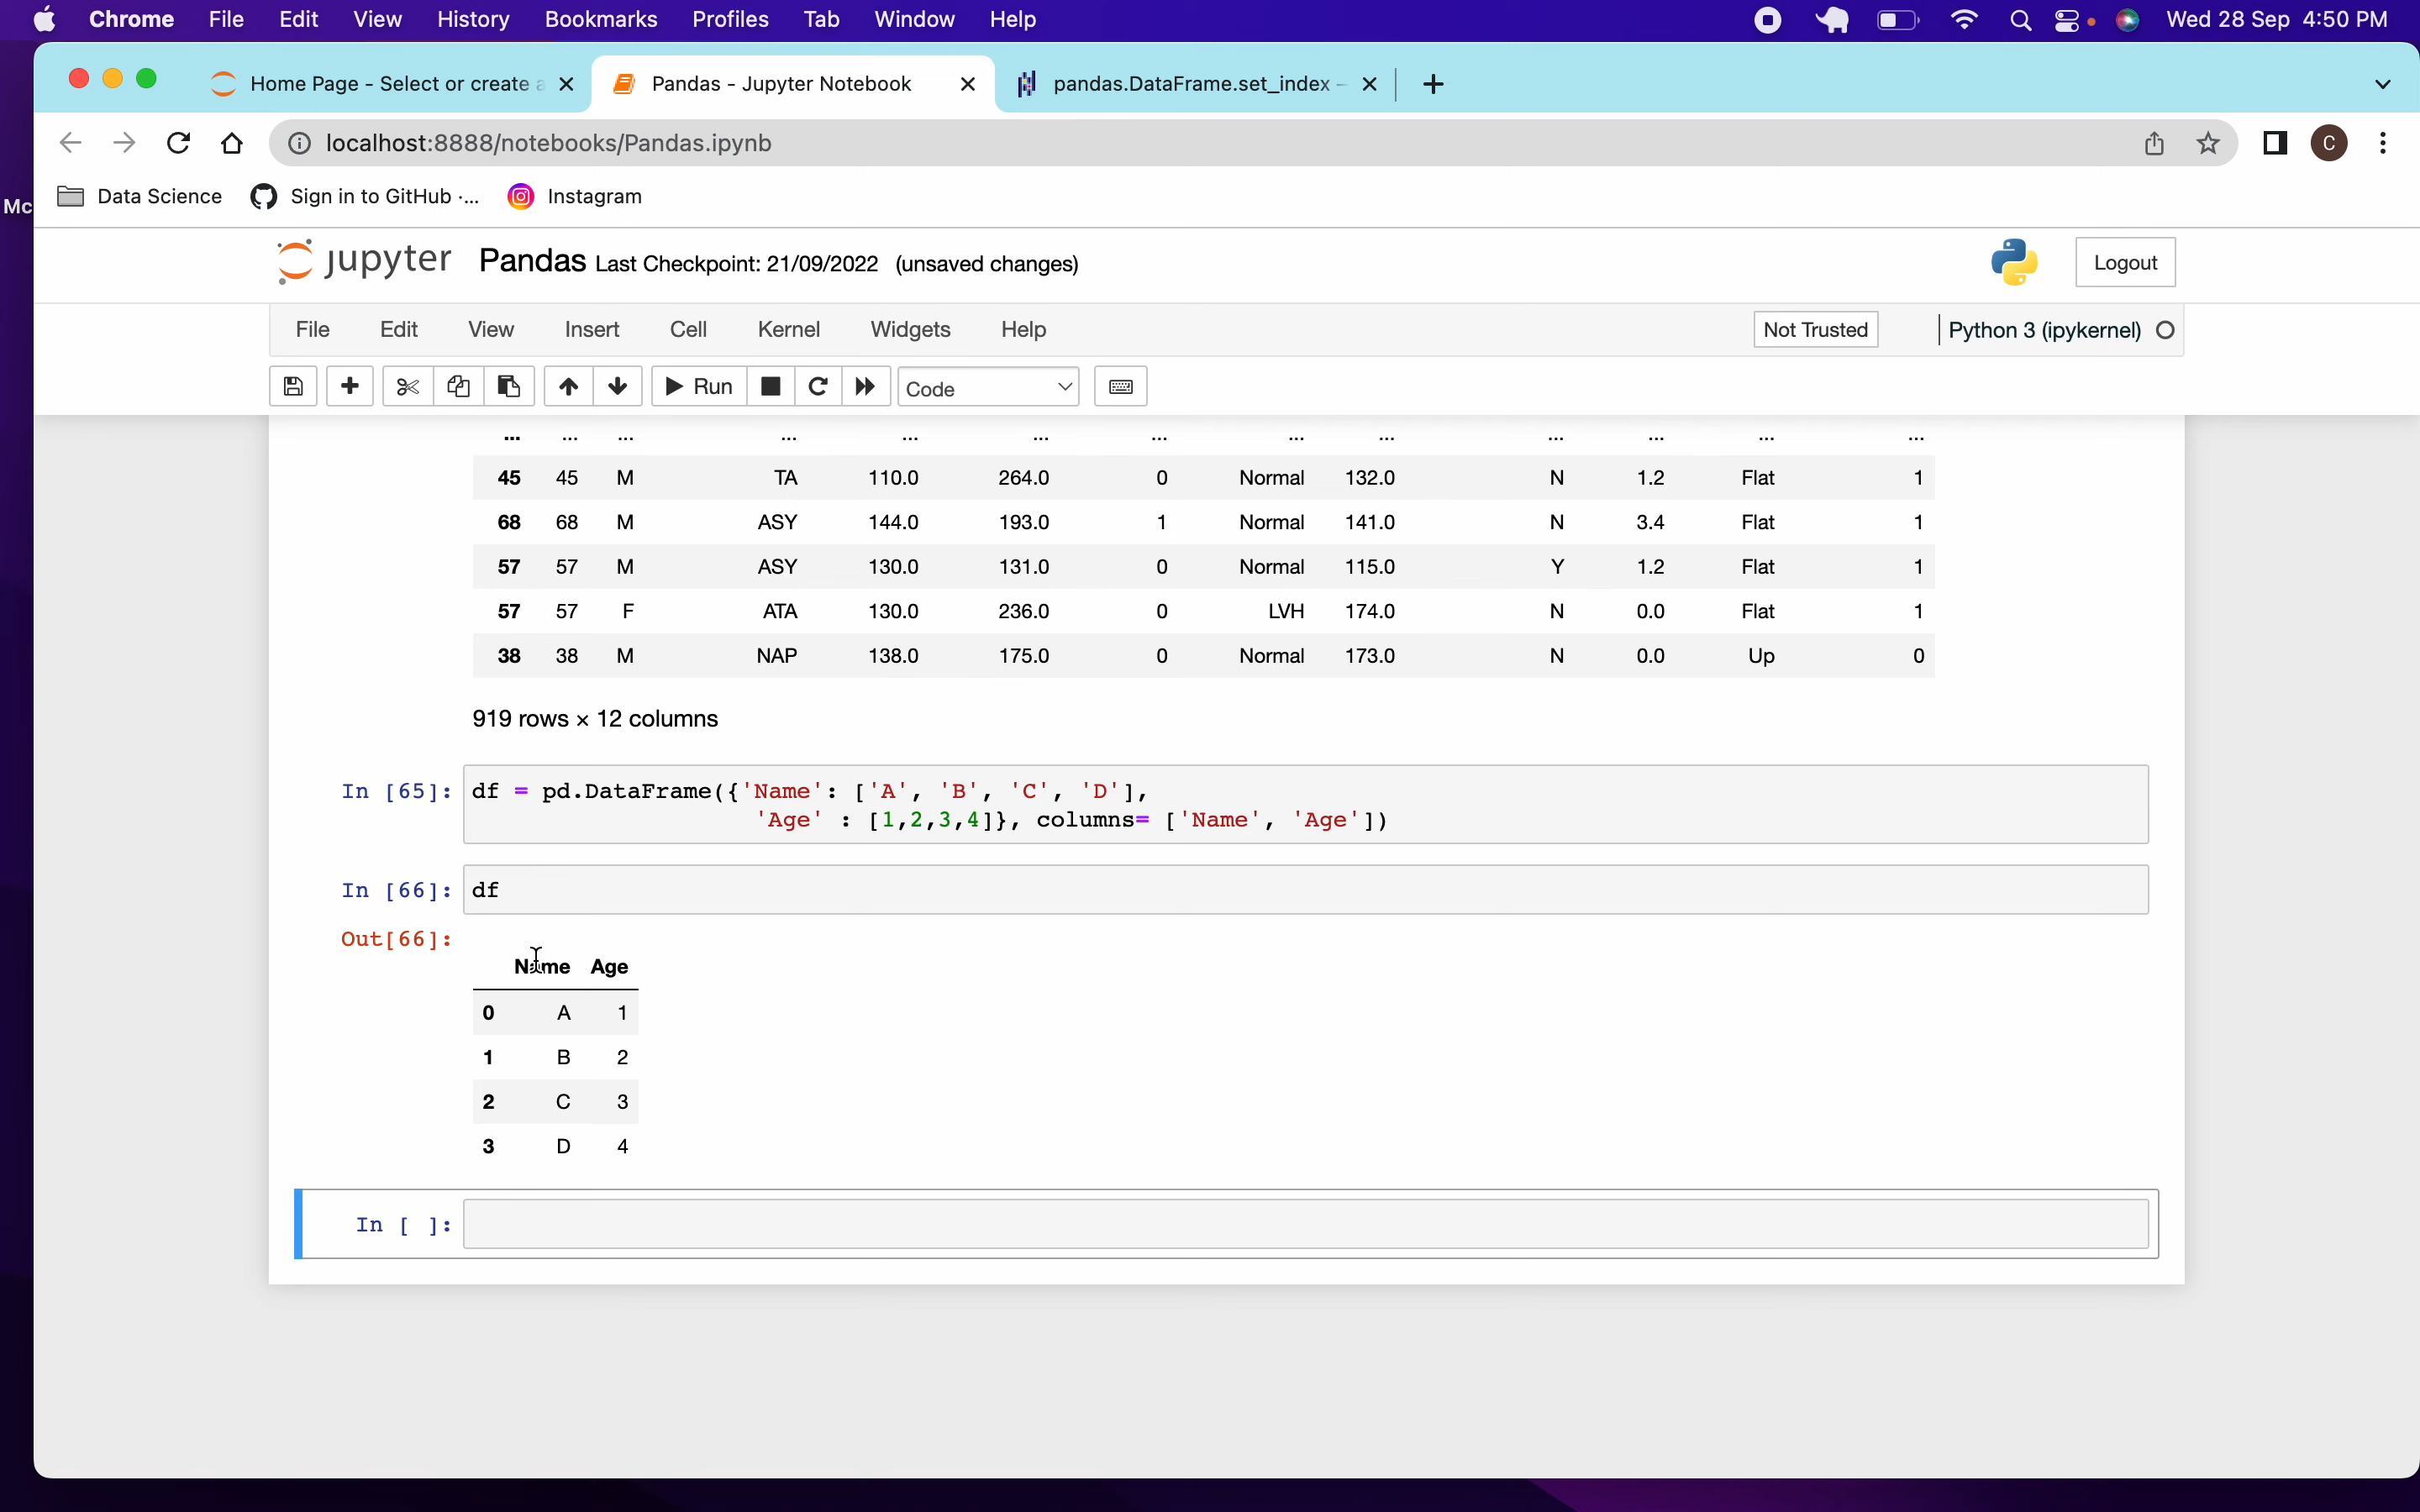 Chrome File Edit View History Bookmarks Profiles Tab Window Help Wed 28 Sep 4:50 PM
Home Page - Select or create a Pandas - Jupyter Notebook pandas.DataFrame.set_index –
localhost:8888/notebooks/Pandas.ipynb C
Mc
Data Science Sign in to GitHub ·... Instagram
jupyter Pandas Last Checkpoint: 21/09/2022 (unsaved changes) Logout
File Edit View Insert Cell Kernel Widgets Help Not Trusted Python 3 (ipykernel)
Run Code
... ... ... ... ... ... ... ... ... ... ... ... ...
45 45 M TA 110.0 264.0 0 Normal 132.0 N 1.2 Flat 1
68 68 M ASY 144.0 193.0 1 Normal 141.0 N 3.4 Flat 1
57 57 M ASY 130.0 131.0 0 Normal 115.0 Y 1.2 Flat 1
57 57 F ATA 130.0 236.0 0 LVH 174.0 N 0.0 Flat 1
38 38 M NAP 138.0 175.0 0 Normal 173.0 N 0.0 Up 0
919 rows × 12 columns
In [65]: df = pd.DataFrame({'Name': ['A', 'B', 'C', 'D'],
'Age' : [1,2,3,4]}, columns= ['Name', 'Age'])
In [66]: df
Out[66]:
Name Age
0 A 1
1 B 2
2 C 3
3 D 4
In [ ]: